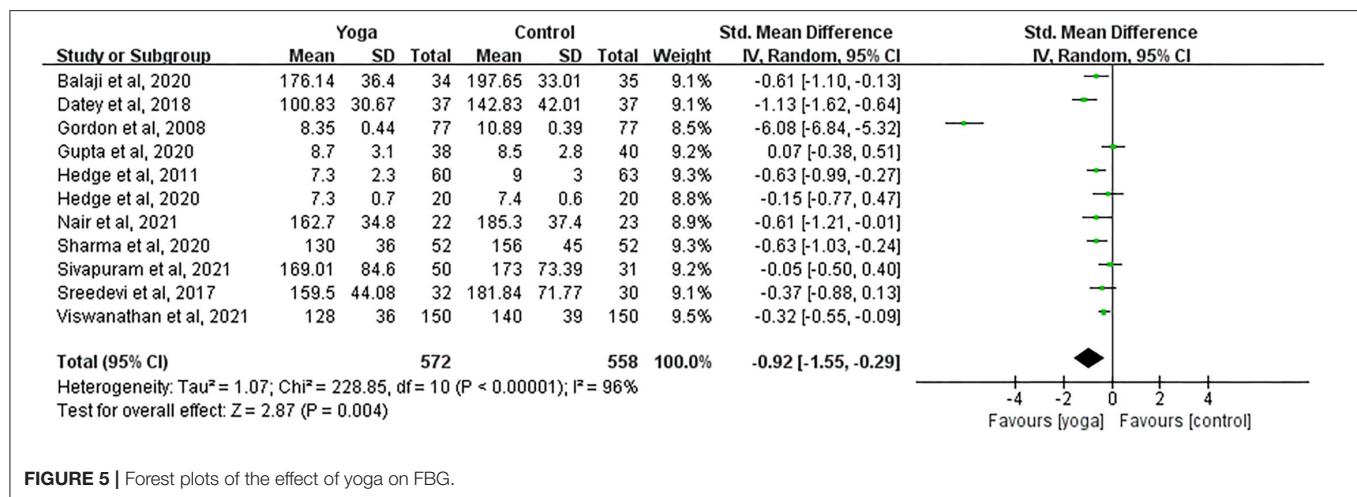 Yoga Control Std. Mean Difference Std. Mean Difference
Study or Subgroup Mean SD Total Mean SD Total Weight IV, Random, 95% CI IV, Random, 95% CI
Balaji et al, 2020 176.14 36.4 34 197.65 33.01 35 9.1% -0.61 [-1.10, -0.13]
Datey et al, 2018 100.83 30.67 37 142.83 42.01 37 9.1% -1.13 [-1.62, -0.64]
Gordon et al, 2008 8.35 0.44 77 10.89 0.39 77 8.5% -6.08 [-6.84, -5.32]
Gupta et al, 2020 8.7 3.1 38 8.5 2.8 40 9.2% 0.07 [-0.38, 0.51]
Hedge et al, 2011 7.3 2.3 60 9 3 63 9.3% -0.63 [-0.99, -0.27]
Hedge et al, 2020 7.3 0.7 20 7.4 0.6 20 8.8% -0.15 [-0.77, 0.47]
Nair et al, 2021 162.7 34.8 22 185.3 37.4 23 8.9% -0.61 [-1.21, -0.01]
Sharma et al, 2020 130 36 52 156 45 52 9.3% -0.63 [-1.03, -0.24]
Sivapuram et al, 2021 169.01 84.6 50 173 73.39 31 9.2% -0.05 [-0.50, 0.40]
Sreedevi et al, 2017 159.5 44.08 32 181.84 71.77 30 9.1% -0.37 [-0.88, 0.13]
Viswanathan et al, 2021 128 36 150 140 39 150 9.5% -0.32 [-0.55, -0.09]
Total (95% CI) 572 558 100.0% -0.92 [-1.55, -0.29]
Heterogeneity: Tau² = 1.07; Chi² = 228.85, df = 10 (P < 0.00001); I² = 96%
Test for overall effect: Z = 2.87 (P = 0.004)
-4 -2 0 2 4
Favours [yoga] Favours [control]
FIGURE 5 | Forest plots of the effect of yoga on FBG.